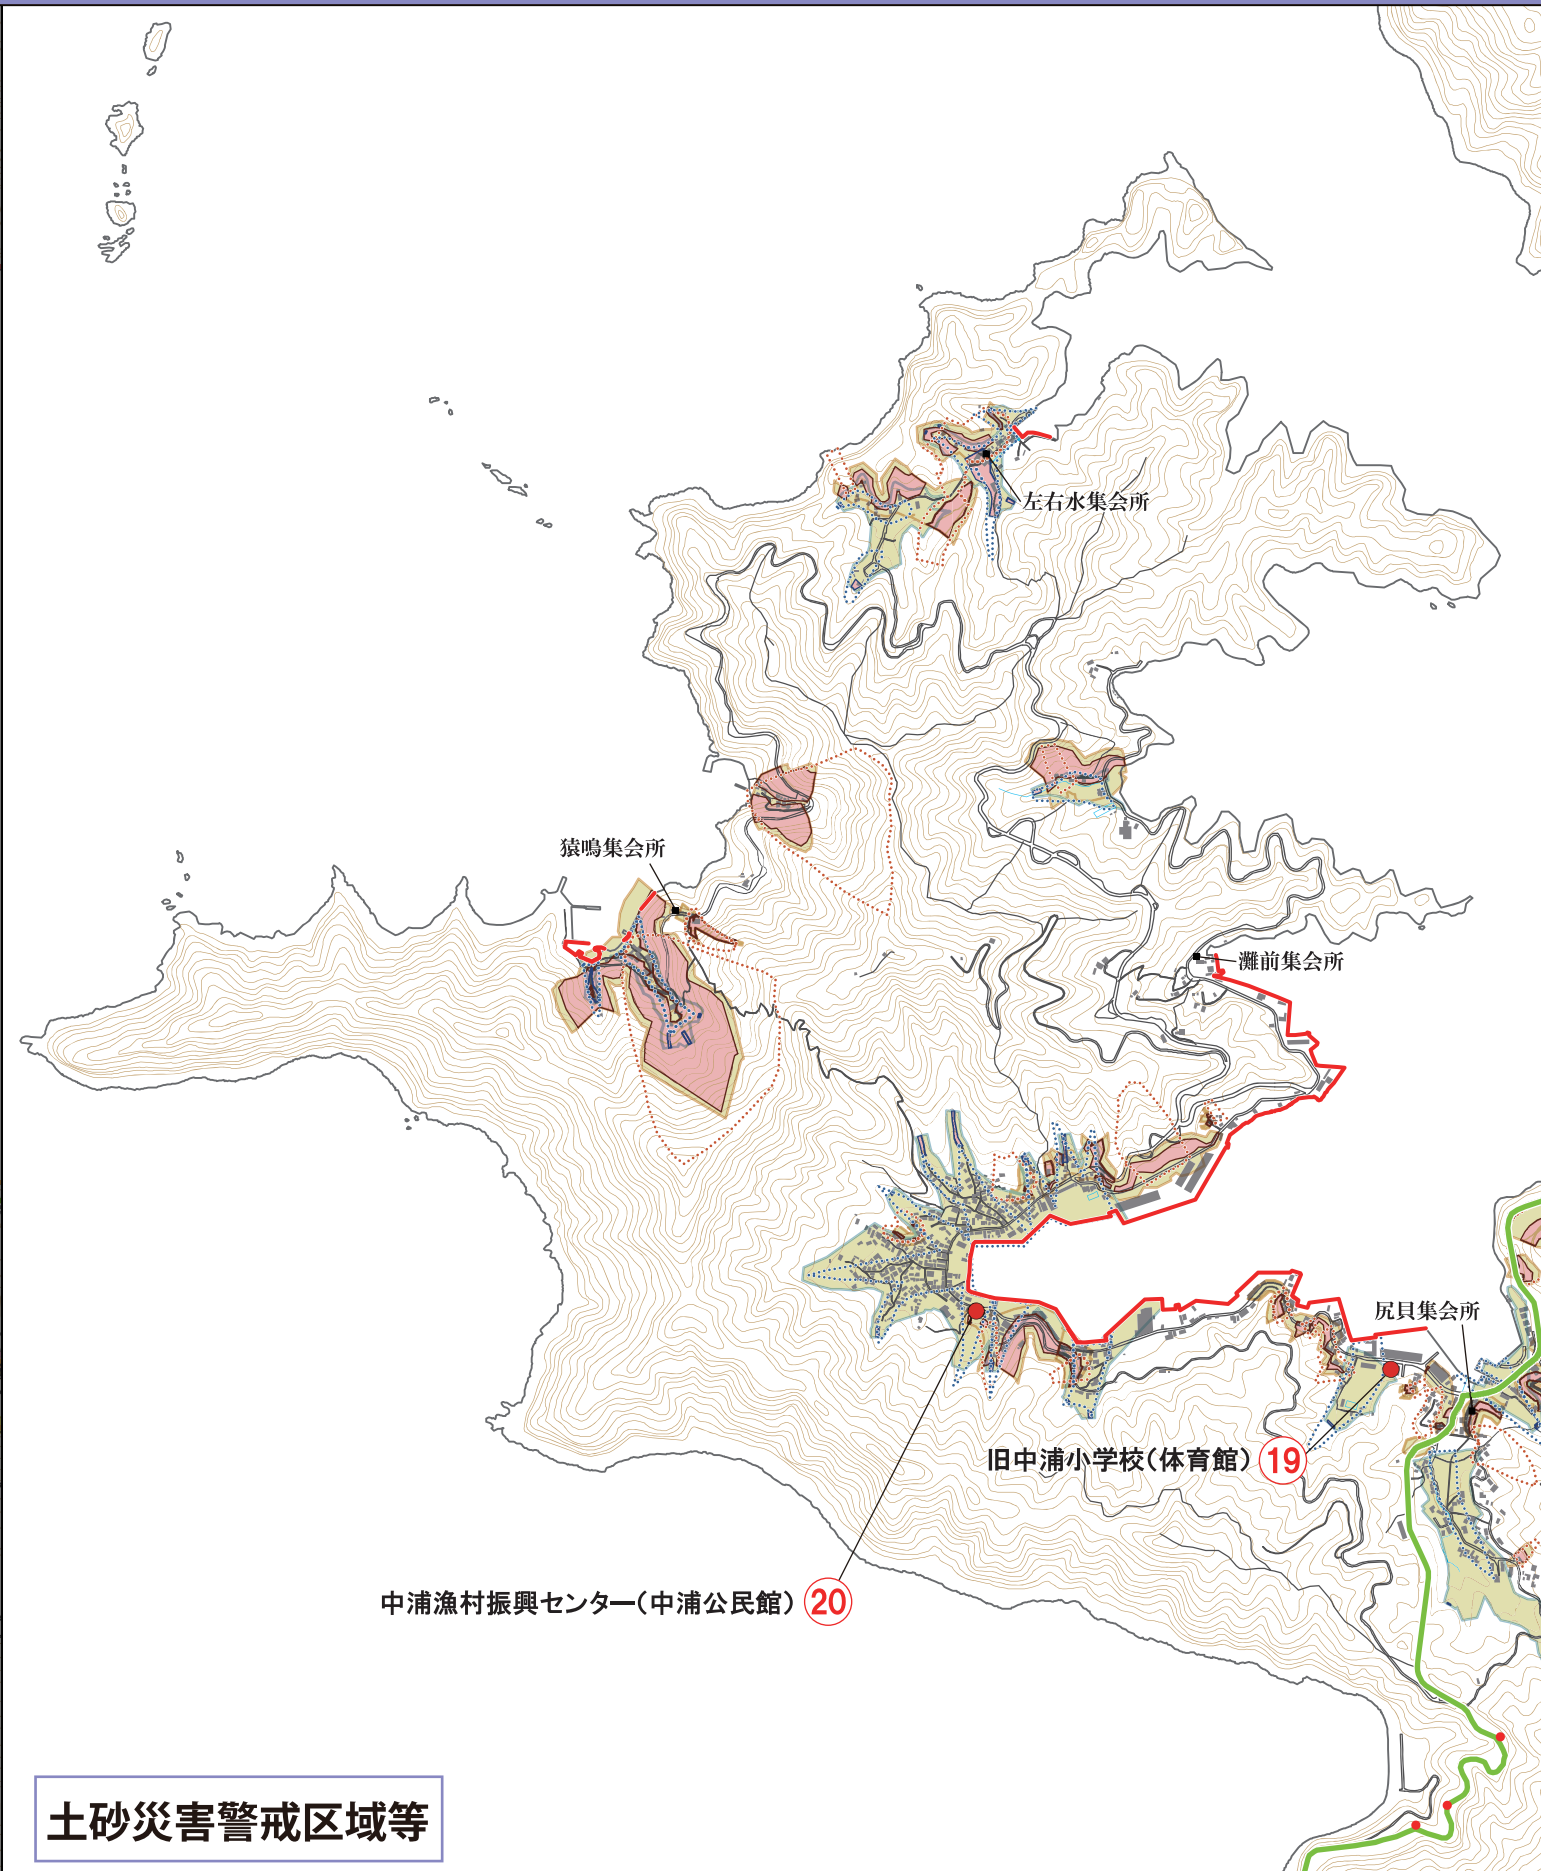 左右水集会所
猿鳴集会所
灘前集会所
尻貝集会所
旧中浦小学校(体育館) 19
中浦漁村振興センター(中浦公民館) 20
土砂災害警戒区域等